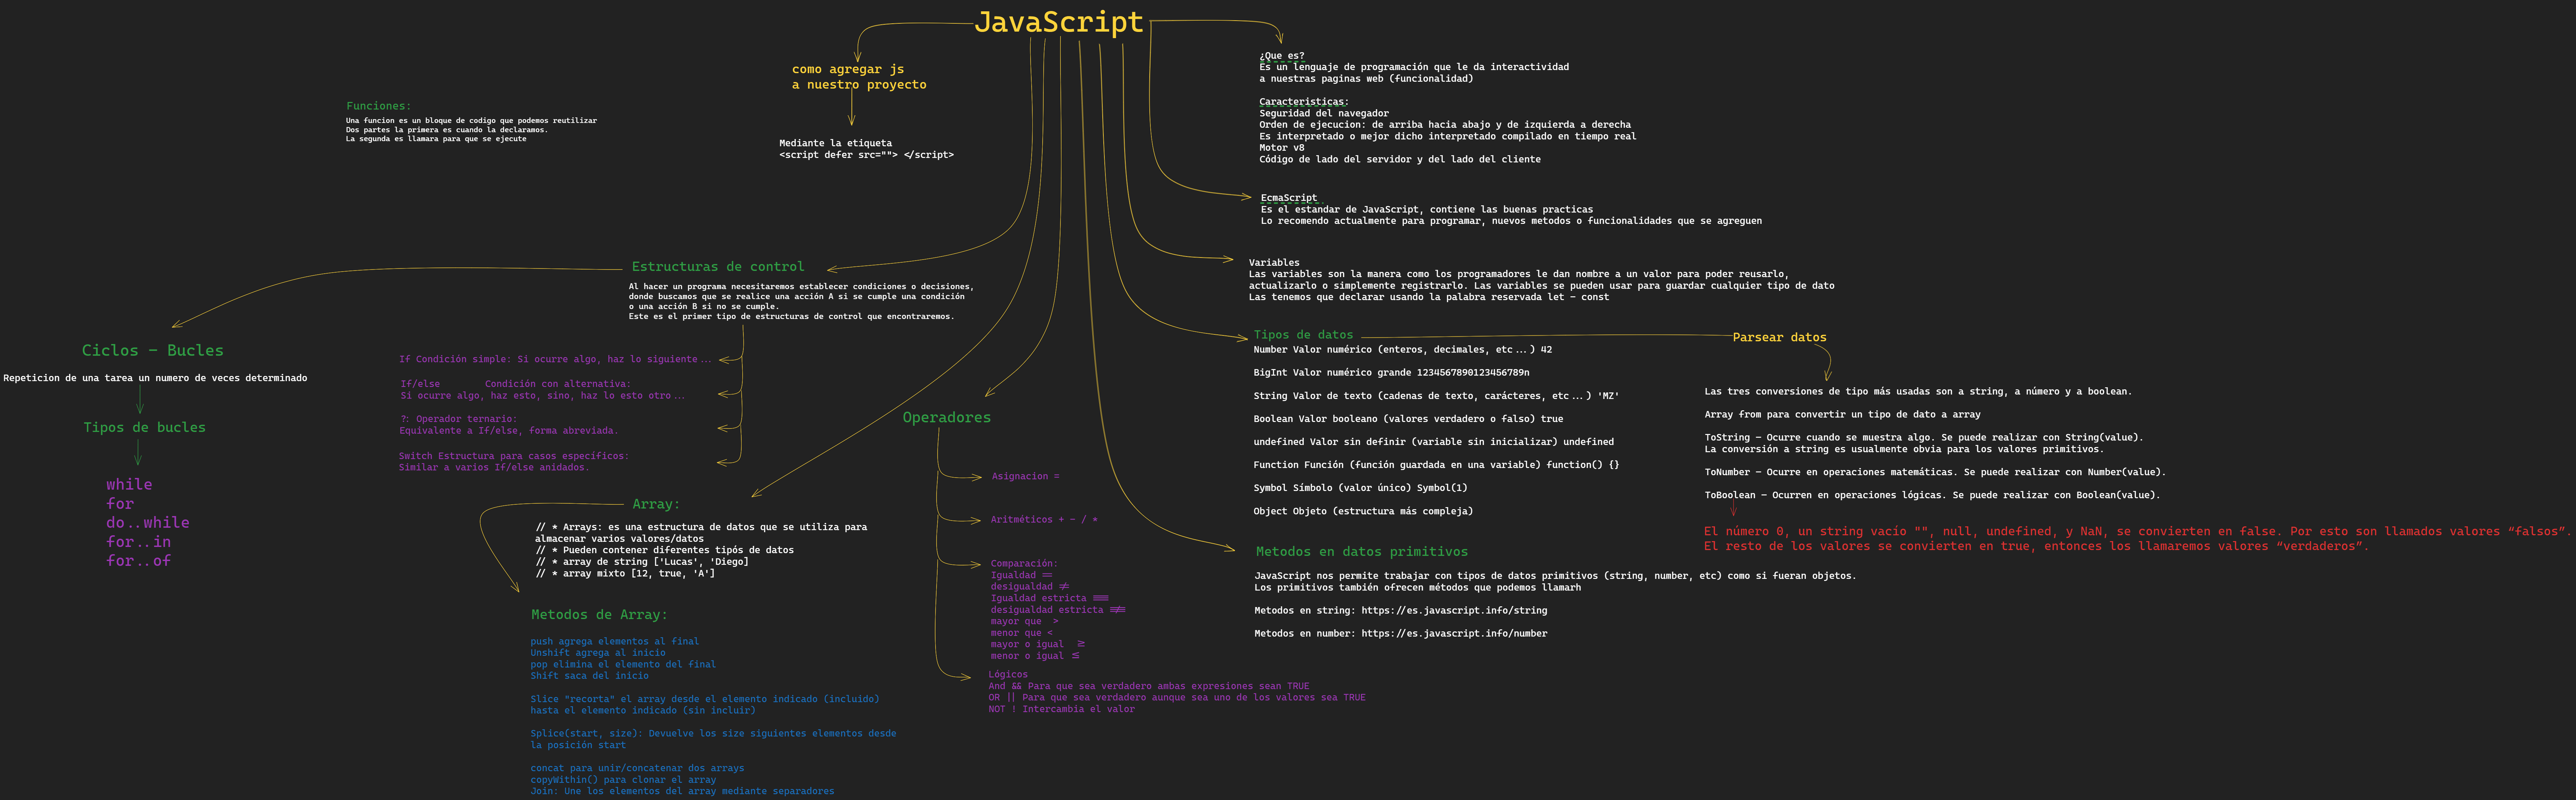 JavaScript
como agregar js
a nuestro proyecto
Mediante la etiqueta
<script defer src=""> </script>
¿Que es?
Es un lenguaje de programación que le da interactividad
a nuestras paginas web (funcionalidad)
Caracteristicas:
Seguridad del navegador
Orden de ejecucion: de arriba hacia abajo y de izquierda a derecha
Es interpretado o mejor dicho interpretado compilado en tiempo real
Motor v8
Código de lado del servidor y del lado del cliente
EcmaScript
Es el estandar de JavaScript, contiene las buenas practicas
Lo recomendo actualmente para programar, nuevos metodos o funcionalidades que se agreguen
Variables
Las variables son la manera como los programadores le dan nombre a un valor para poder reusarlo,
actualizarlo o simplemente registrarlo. Las variables se pueden usar para guardar cualquier tipo de dato
Las tenemos que declarar usando la palabra reservada let - const
Tipos de datos
Number Valor numérico (enteros, decimales, etc...) 42
BigInt Valor numérico grande 1234567890123456789n
String Valor de texto (cadenas de texto, carácteres, etc...) 'MZ'
Boolean Valor booleano (valores verdadero o falso) true
undefined Valor sin definir (variable sin inicializar) undefined
Function Función (función guardada en una variable) function() {}
Symbol Símbolo (valor único) Symbol(1)
Object Objeto (estructura más compleja)
Parsear datos
Las tres conversiones de tipo más usadas son a string, a número y a boolean.
Array from para convertir un tipo de dato a array
ToString – Ocurre cuando se muestra algo. Se puede realizar con String(value).
La conversión a string es usualmente obvia para los valores primitivos.
ToNumber – Ocurre en operaciones matemáticas. Se puede realizar con Number(value).
ToBoolean – Ocurren en operaciones lógicas. Se puede realizar con Boolean(value).
El número 0, un string vacío "", null, undefined, y NaN, se convierten en false. Por esto son llamados valores “falsos”.
El resto de los valores se convierten en true, entonces los llamaremos valores “verdaderos”.
Metodos en datos primitivos
JavaScript nos permite trabajar con tipos de datos primitivos (string, number, etc) como si fueran objetos.
Los primitivos también ofrecen métodos que podemos llamarh
Metodos en string: https://es.javascript.info/string
Metodos en number: https://es.javascript.info/number
Funciones:
Una funcion es un bloque de codigo que podemos reutilizar
Dos partes la primera es cuando la declaramos.
La segunda es llamara para que se ejecute
Estructuras de control
Al hacer un programa necesitaremos establecer condiciones o decisiones,
donde buscamos que se realice una acción A si se cumple una condición
o una acción B si no se cumple.
Este es el primer tipo de estructuras de control que encontraremos.
If Condición simple: Si ocurre algo, haz lo siguiente...
If/else Condición con alternativa:
Si ocurre algo, haz esto, sino, haz lo esto otro...
?: Operador ternario:
Equivalente a If/else, forma abreviada.
Switch Estructura para casos específicos:
Similar a varios If/else anidados.
Ciclos - Bucles
Repeticion de una tarea un numero de veces determinado
Tipos de bucles
while
for
do..while
for..in
for..of
Array:
// * Arrays: es una estructura de datos que se utiliza para
almacenar varios valores/datos
// * Pueden contener diferentes tipós de datos
// * array de string ['Lucas', 'Diego]
// * array mixto [12, true, 'A']
Metodos de Array:
push agrega elementos al final
Unshift agrega al inicio
pop elimina el elemento del final
Shift saca del inicio
Slice "recorta" el array desde el elemento indicado (incluido)
hasta el elemento indicado (sin incluir)
Splice(start, size): Devuelve los size siguientes elementos desde
la posición start
concat para unir/concatenar dos arrays
copyWithin() para clonar el array
Join: Une los elementos del array mediante separadores
Operadores
Asignacion =
Aritméticos + - / *
Comparación:
Igualdad ==
desigualdad !=
Igualdad estricta ===
desigualdad estricta !==
mayor que >
menor que <
mayor o igual >=
menor o igual <=
Lógicos
And && Para que sea verdadero ambas expresiones sean TRUE
OR || Para que sea verdadero aunque sea uno de los valores sea TRUE
NOT ! Intercambia el valor